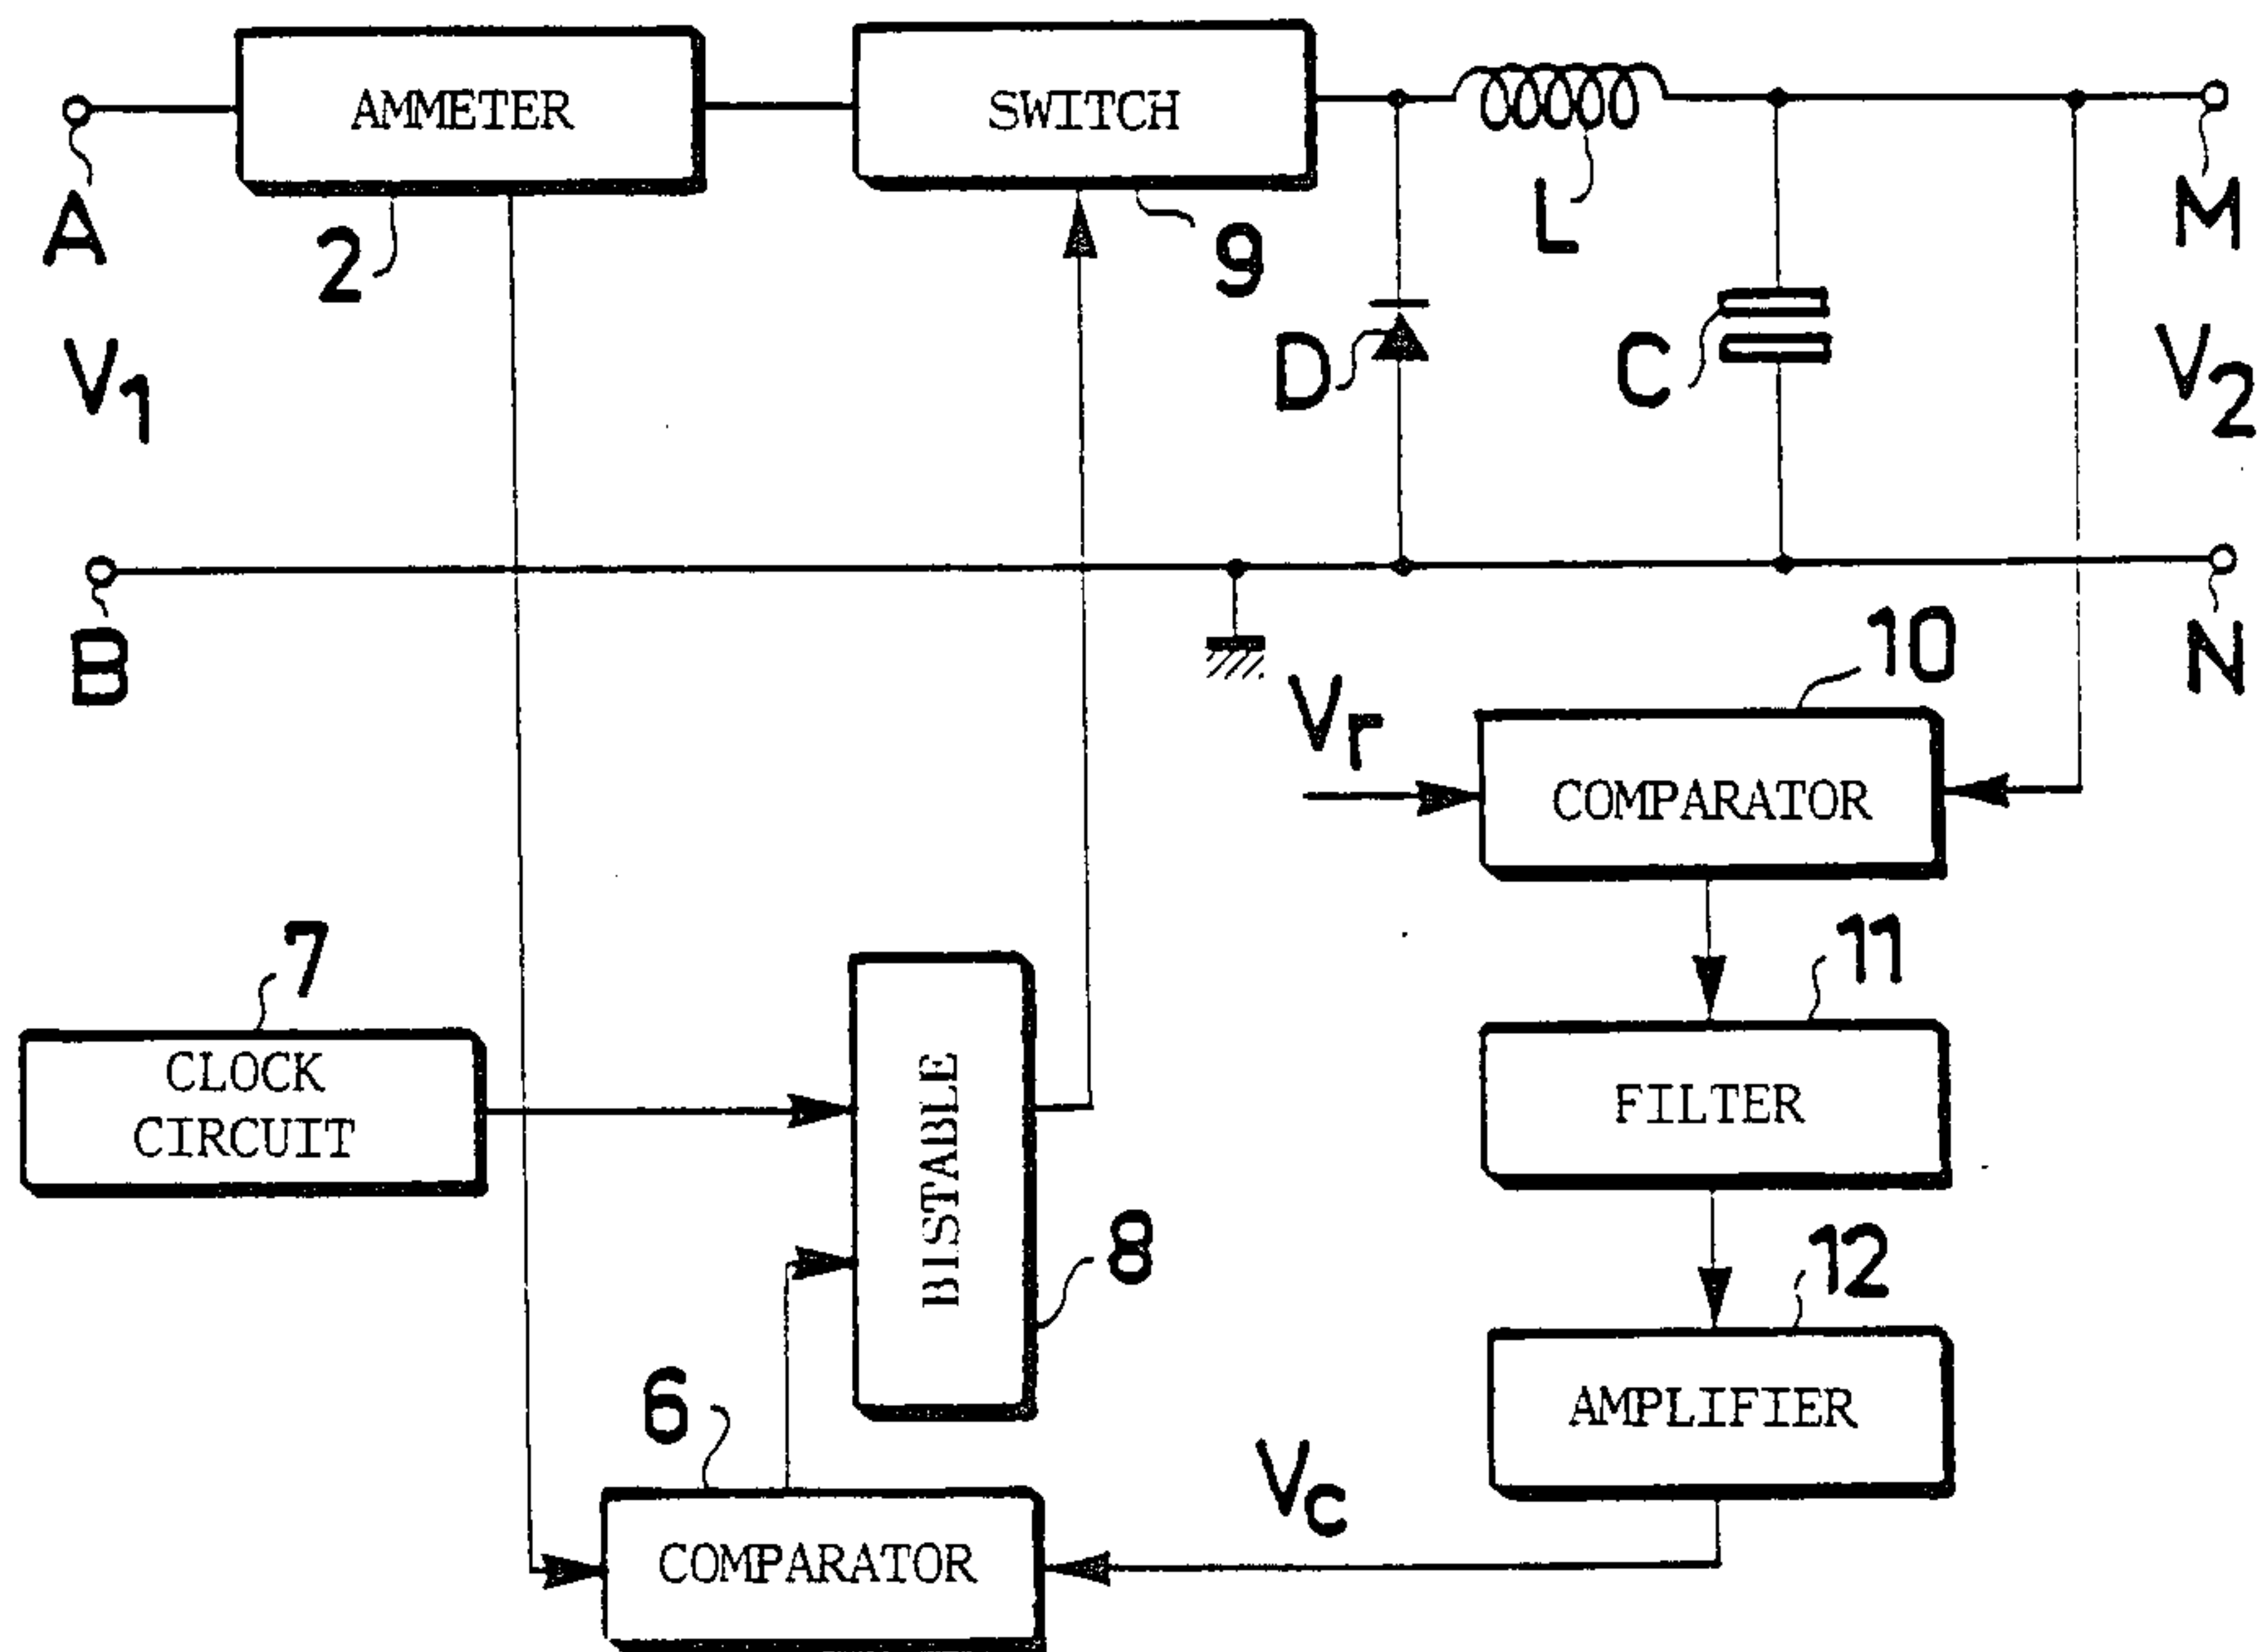 AMMETER
SWITCH
A
2
9
L
M
V1
D
C
V2
B
10
N
Vr
COMPARATOR
7
11
CLOCK
CIRCUIT
BISTABLE
FILTER
8
12
6
AMPLIFIER
Vc
COMPARATOR